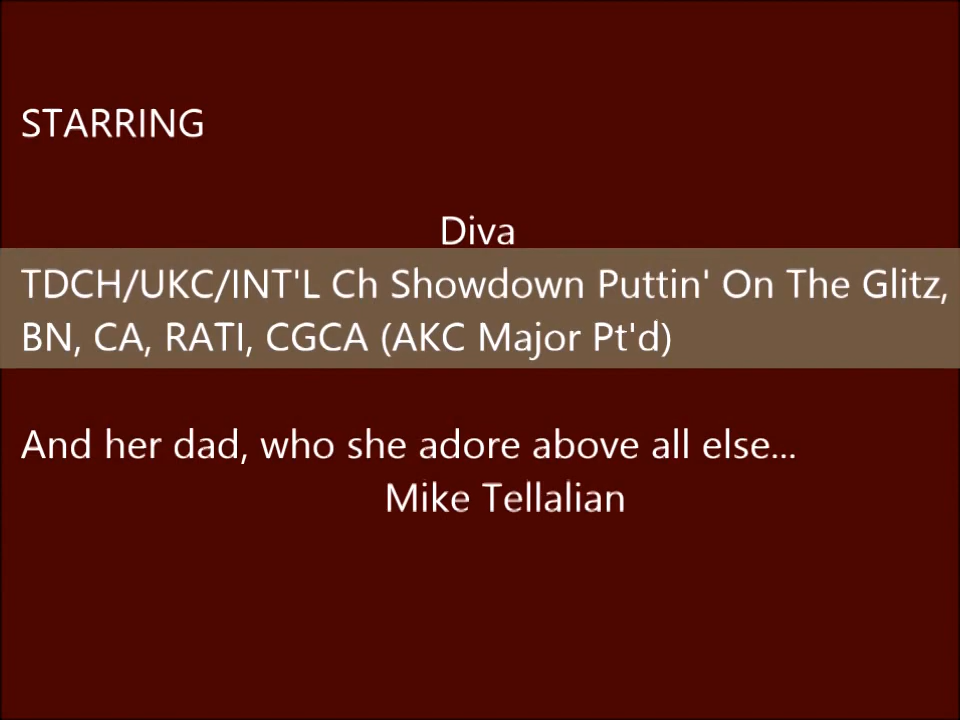 STARRING
Diva
TDCH/UKC/INT'L Ch Showdown Puttin' On The Glitz,
BN, CA, RATI, CGCA (AKC Major Pt'd)
And her dad, who she adore above all else...
Mike Tellalian